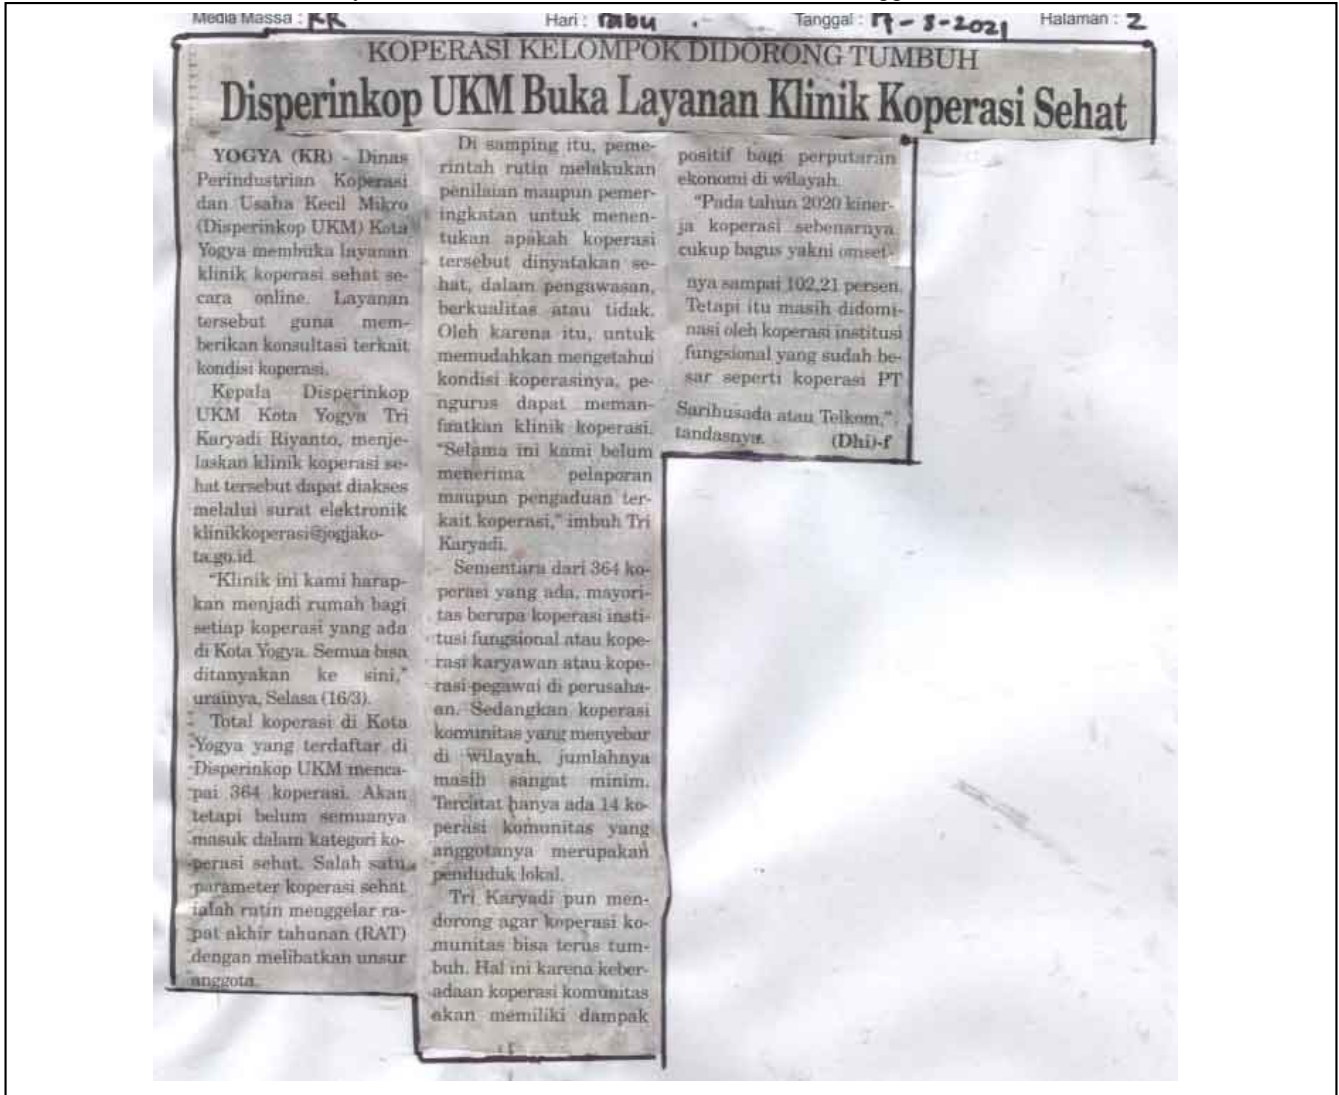 Media Massa : KR Hari : Rabu . Tanggal : 17-3-2021 Halaman : 2
KOPERASI KELOMPOK DIDORONG TUMBUH
Disperinkop UKM Buka Layanan Klinik Koperasi Sehat
YOGYA (KR) - Dinas
Perindustrian Koperasi
dan Usaha Kecil Mikro
(Disperinkop UKM) Kota
Yogya membuka layanan
klinik koperasi sehat se-
cara online. Layanan
tersebut guna mem-
berikan konsultasi terkait
kondisi koperasi.
Kepala Disperinkop
UKM Kota Yogya Tri
Karyadi Riyanto, menje-
laskan klinik koperasi se-
hat tersebut dapat diakses
melalui surat elektronik
klinikkoperasi@jogjako-
ta.go.id.
"Klinik ini kami harap-
kan menjadi rumah bagi
setiap koperasi yang ada
di Kota Yogya. Semua bisa
ditanyakan ke sini,"
urainya, Selasa (16/3).
Total koperasi di Kota
Yogya yang terdaftar di
Disperinkop UKM menca-
pai 364 koperasi. Akan
tetapi belum semuanya
masuk dalam kategori ko-
perasi sehat. Salah satu
parameter koperasi sehat
ialah rutin menggelar ra-
pat akhir tahunan (RAT)
dengan melibatkan unsur
anggota.
Di samping itu, peme-
rintah rutin melakukan
penilaian maupun pemer-
ingkatan untuk menen-
tukan apakah koperasi
tersebut dinyatakan se-
hat, dalam pengawasan,
berkualitas atau tidak.
Oleh karena itu, untuk
memudahkan mengetahui
kondisi koperasinya, pe-
ngurus dapat meman-
faatkan klinik koperasi.
"Selama ini kami belum
menerima pelaporan
maupun pengaduan ter-
kait koperasi," imbuh Tri
Karyadi.
Sementara dari 364 ko-
perasi yang ada, mayori-
tas berupa koperasi insti-
tusi fungsional atau kope-
rasi karyawan atau kope-
rasi pegawai di perusaha-
an. Sedangkan koperasi
komunitas yang menyebar
di wilayah, jumlahnya
masih sangat minim.
Tercatat hanya ada 14 ko-
perasi komunitas yang
anggotanya merupakan
penduduk lokal.
Tri Karyadi pun men-
dorong agar koperasi ko-
munitas bisa terus tum-
buh. Hal ini karena keber-
adaan koperasi komunitas
akan memiliki dampak
positif bagi perputaran
ekonomi di wilayah.
"Pada tahun 2020 kiner-
ja koperasi sebenarnya
cukup bagus yakni omset-
nya sampai 102,21 persen.
Tetapi itu masih didomi-
nasi oleh koperasi institusi
fungsional yang sudah be-
sar seperti koperasi PT
Sarihusada atau Telkom,"
tandasnya. (Dhi)-f